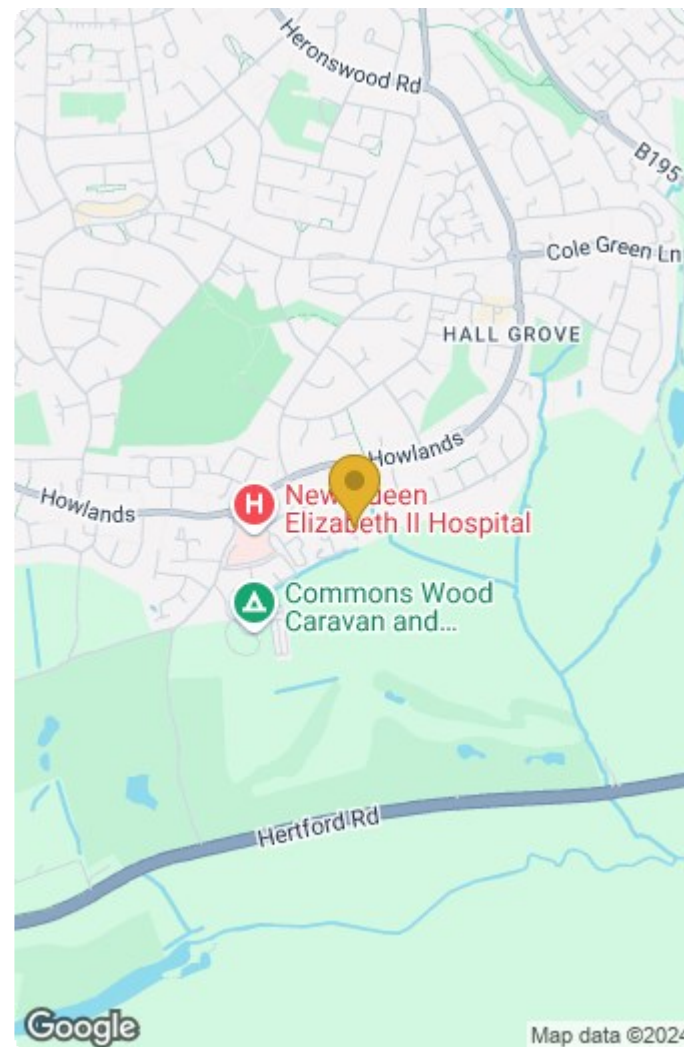 Heronswood Rd
B195
Cole Green Ln
HALL GROVE
Howlands
Howlands
H
New
Elizabeth II Hospital
Commons Wood
Caravan and...
Hertford Rd
Google
Map data ©2024